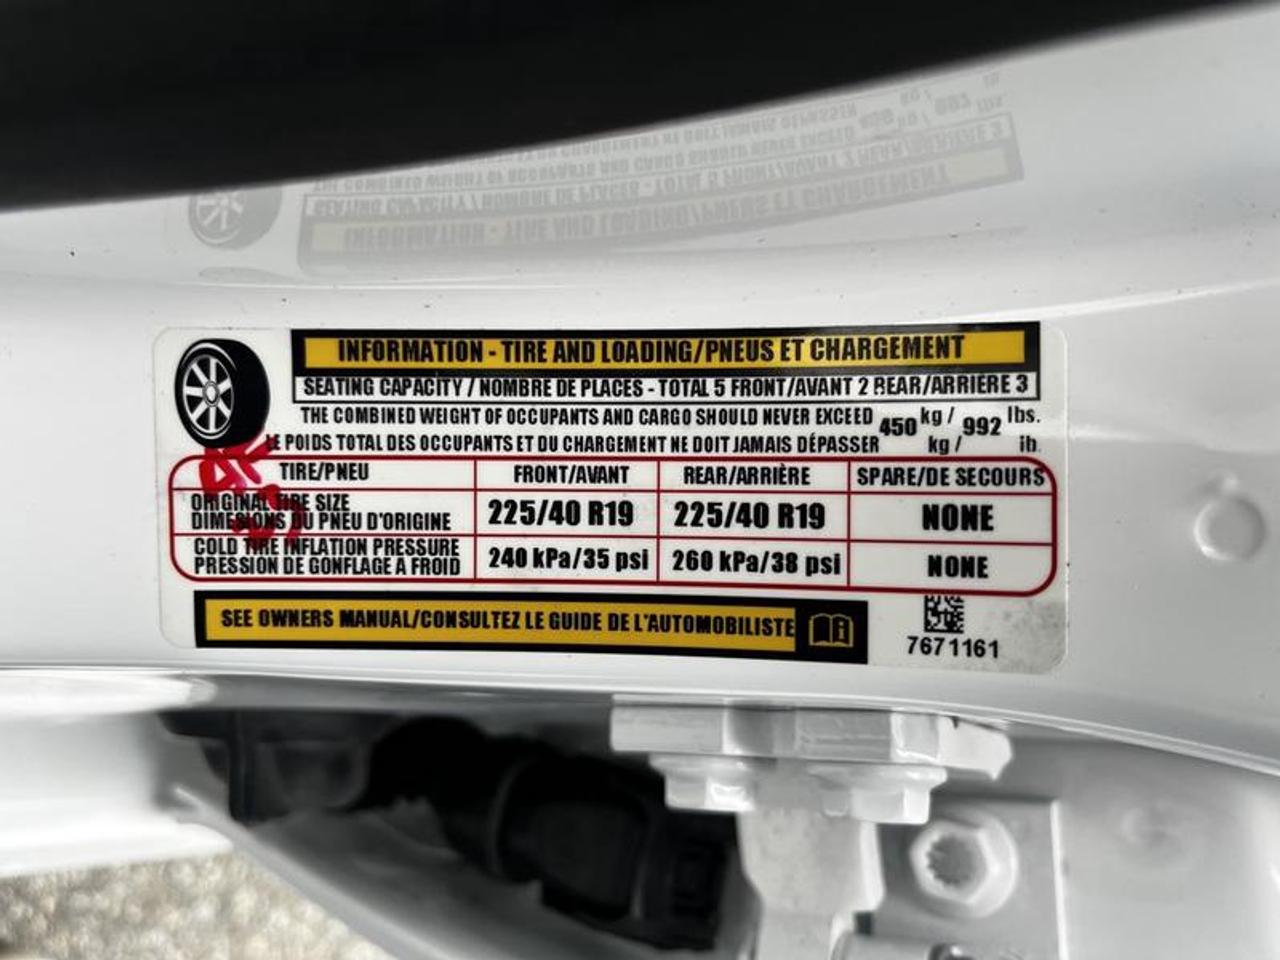 INFORMATION - TIRE AND LOADING/PNEUS ET CHARGEMENT
SEATING CAPACITY / NOMBRE DE PLACES - TOTAL 5 FRONT/AVANT 2 REAR/ARRIERE 3
THE COMBINED WEIGHT OF OCCUPANTS AND CARGO SHOULD NEVER EXCEED 450 kg / 992 lbs.
LE POIDS TOTAL DES OCCUPANTS ET DU CHARGEMENT NE DOIT JAMAIS DÉPASSER kg / lb.
TIRE/PNEU FRONT/AVANT REAR/ARRIÈRE SPARE/DE SECOURS
ORIGINAL TIRE SIZE
DIMESIONS DU PNEU D'ORIGINE 225/40 R19 225/40 R19 NONE
COLD TIRE INFLATION PRESSURE
PRESSION DE GONFLAGE A FROID 240 kPa/35 psi 260 kPa/38 psi NONE
SEE OWNERS MANUAL/CONSULTEZ LE GUIDE DE L'AUTOMOBILISTE
7671161